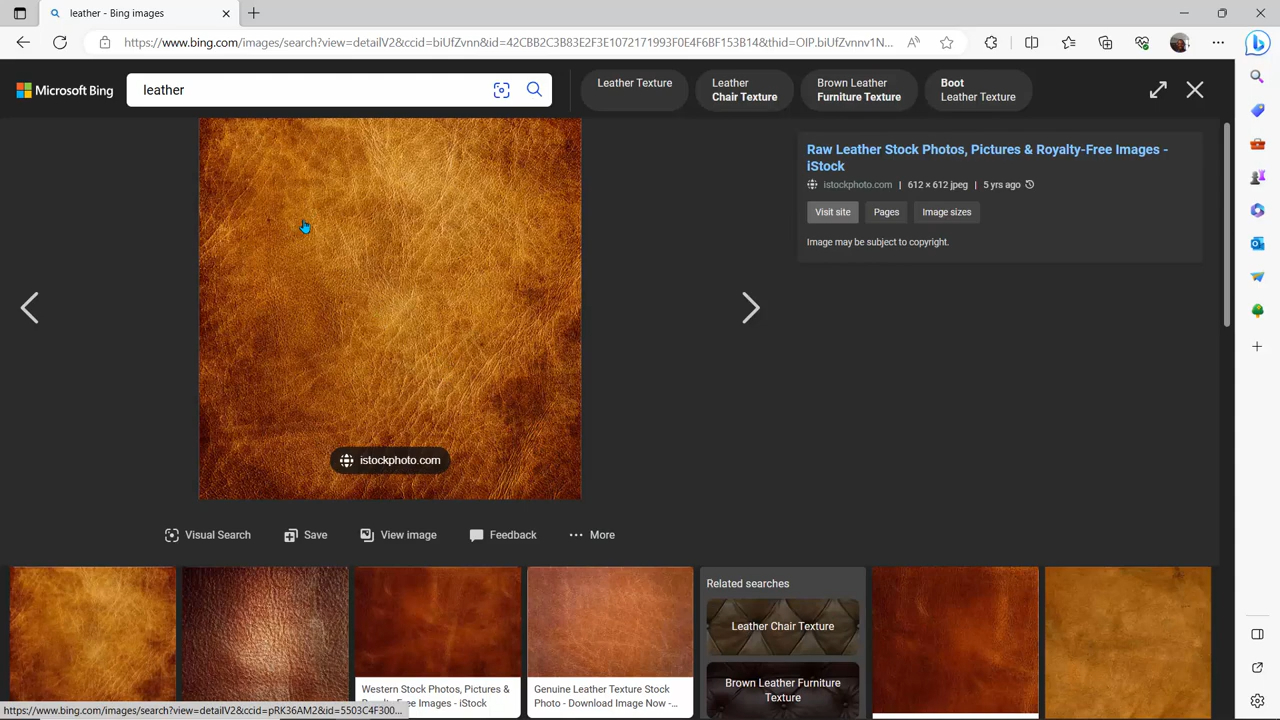 leather - Bing images
https://www.bing.com/images/search?view=detailV2&ccid=biUfZvnn&id=42CBB2C3B83E2F3E1072171993F0E4F6BF153B14&thid=OIP.biUfZvnnv1N...
Microsoft Bing
leather
Leather Texture
Leather
Chair Texture
Brown Leather
Furniture Texture
Boot
Leather Texture
Raw Leather Stock Photos, Pictures & Royalty-Free Images -
iStock
istockphoto.com | 612 × 612 jpeg | 5 yrs ago
Visit site
Pages
Image sizes
Image may be subject to copyright.
istockphoto.com
Visual Search
Save
View image
Feedback
More
Related searches
Leather Chair Texture
Brown Leather Furniture
Texture
Western Stock Photos, Pictures &
Free Images - iStock
Genuine Leather Texture Stock
Photo - Download Image Now -
https://www.bing.com/images/search?view=detailV2&ccid=pRK36AM2&id=5503C4F300...